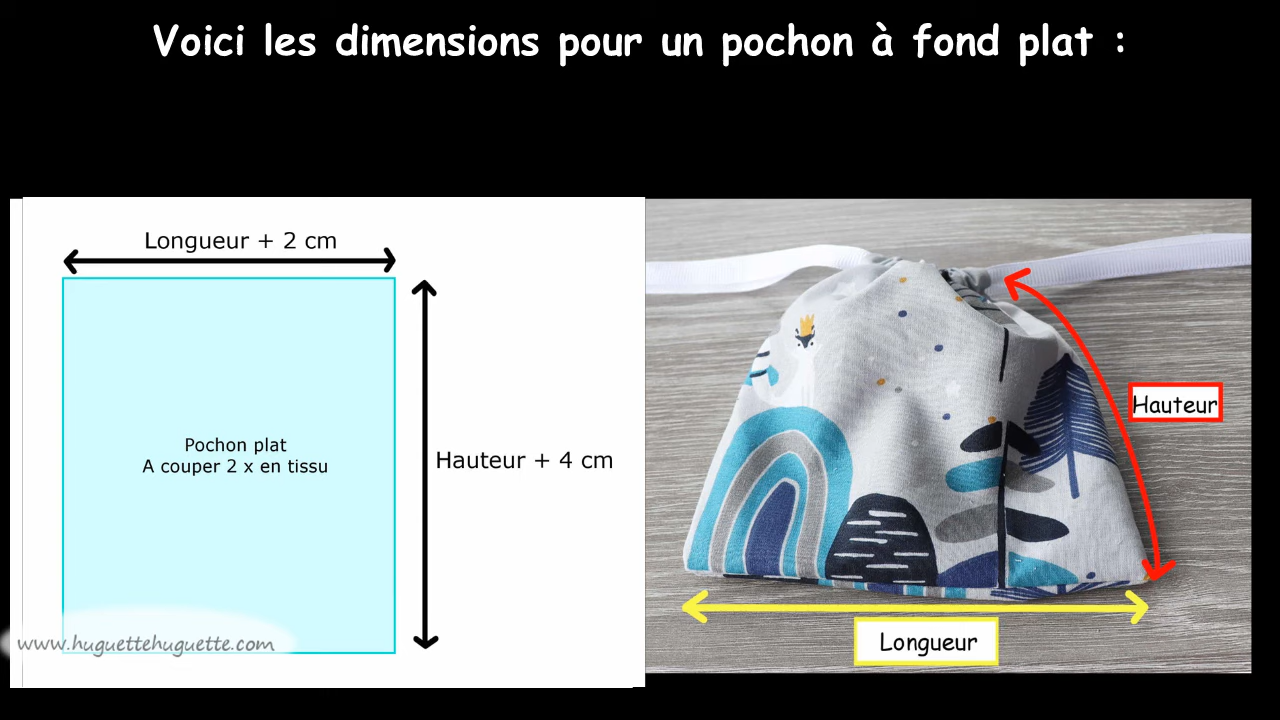 Voici les dimensions pour un pochon à fond plat :
Longueur + 2 cm
Pochon plat
A couper 2 x en tissu
Hauteur + 4 cm
Hauteur
Longueur
www.huguettehuguette.com